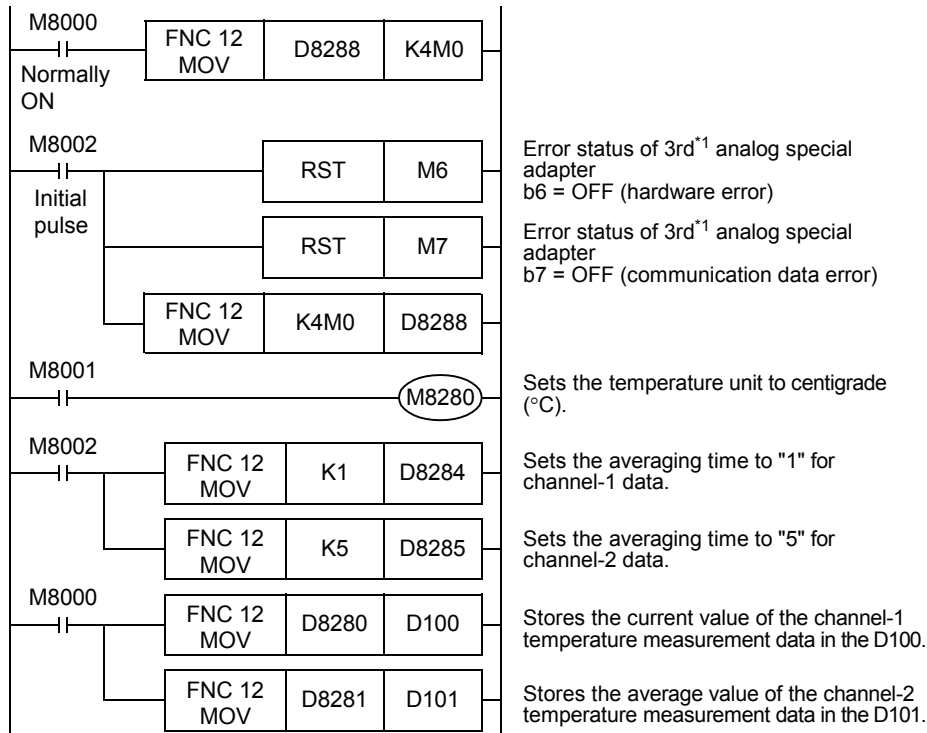 M8000
FNC 12 MOV D8288 K4M0
Normally
ON
M8002
RST M6
Initial
pulse
Error status of 3rd*1 analog special
adapter
b6 = OFF (hardware error)
RST M7
Error status of 3rd*1 analog special
adapter
b7 = OFF (communication data error)
FNC 12 MOV K4M0 D8288
M8001
M8280
Sets the temperature unit to centigrade
(°C).
M8002
FNC 12 MOV K1 D8284
Sets the averaging time to "1" for
channel-1 data.
FNC 12 MOV K5 D8285
Sets the averaging time to "5" for
channel-2 data.
M8000
FNC 12 MOV D8280 D100
Stores the current value of the channel-1
temperature measurement data in the D100.
FNC 12 MOV D8281 D101
Stores the average value of the channel-2
temperature measurement data in the D101.